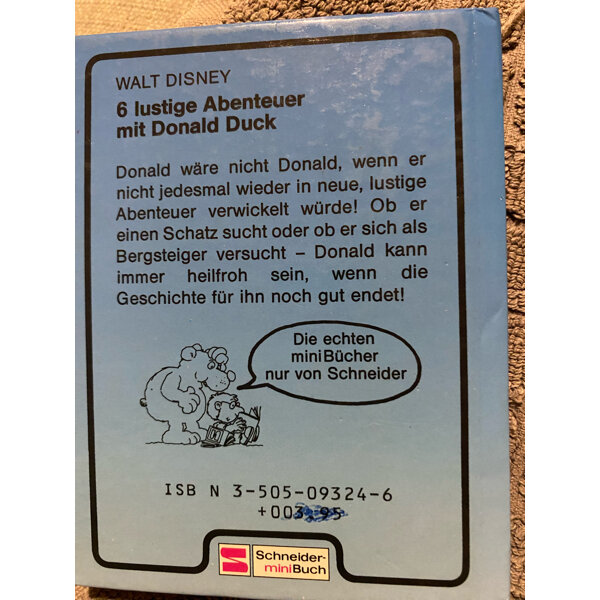 WALT DISNEY
6 lustige Abenteuer
mit Donald Duck
Donald wäre nicht Donald, wenn er
nicht jedesmal wieder in neue, lustige
Abenteuer verwickelt würde! Ob er
einen Schatz sucht oder ob er sich als
Bergsteiger versucht – Donald kann
immer heilfroh sein, wenn die
Geschichte für ihn noch gut endet!
Die echten
miniBücher
nur von Schneider
ISB N 3-505-09324-6
+003.95
Schneider-
miniBuch